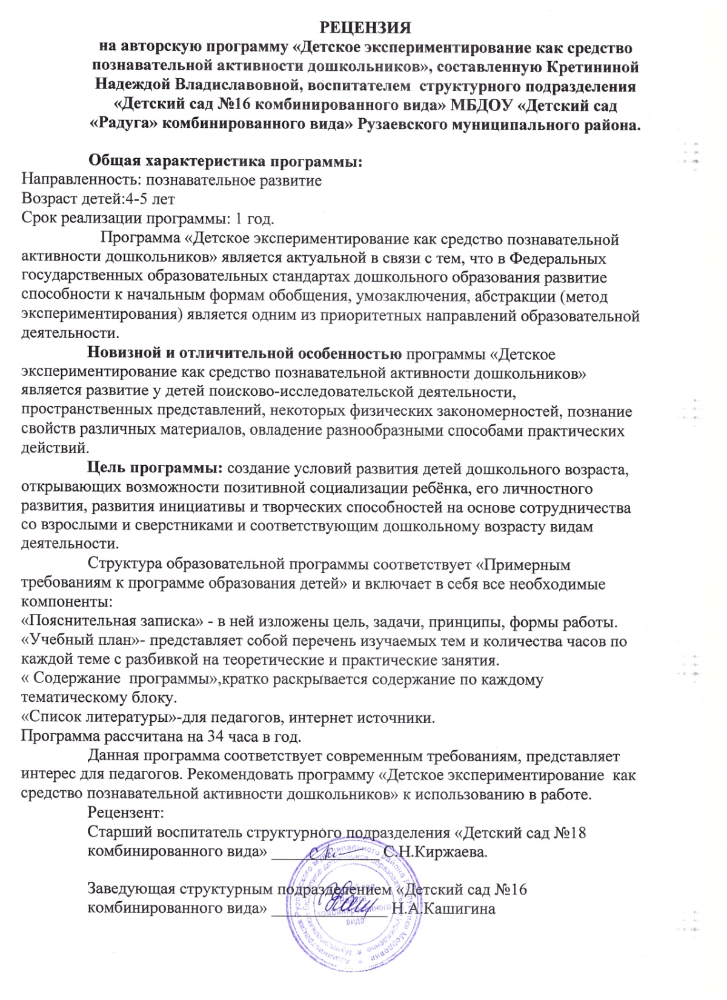 РЕЦЕНЗИЯ
на авторскую программу «Детское экспериментирование как средство
познавательной активности дошкольников», составленную Кретининой
Надеждой Владиславовной, воспитателем  структурного подразделения
«Детский сад №16 комбинированного вида» МБДОУ «Детский сад
«Радуга» комбинированного вида» Рузаевского муниципального района.
Общая характеристика программы:
Направленность: познавательное развитие
Возраст детей:4-5 лет
Срок реализации программы: 1 год.
Программа «Детское экспериментирование как средство познавательной
активности дошкольников» является актуальной в связи с тем, что в Федеральных
государственных образовательных стандартах дошкольного образования развитие
способности к начальным формам обобщения, умозаключения, абстракции (метод
экспериментирования) является одним из приоритетных направлений образовательной
деятельности.
Новизной и отличительной особенностью программы «Детское
экспериментирование как средство познавательной активности дошкольников»
является развитие у детей поисково-исследовательской деятельности,
пространственных представлений, некоторых физических закономерностей, познание
свойств различных материалов, овладение разнообразными способами практических
действий.
Цель программы: создание условий развития детей дошкольного возраста,
открывающих возможности позитивной социализации ребёнка, его личностного
развития, развития инициативы и творческих способностей на основе сотрудничества
со взрослыми и сверстниками и соответствующим дошкольному возрасту видам
деятельности.
Структура образовательной программы соответствует «Примерным
требованиям к программе образования детей» и включает в себя все необходимые
компоненты:
«Пояснительная записка» - в ней изложены цель, задачи, принципы, формы работы.
«Учебный план»- представляет собой перечень изучаемых тем и количества часов по
каждой теме с разбивкой на теоретические и практические занятия.
« Содержание  программы»,кратко раскрывается содержание по каждому
тематическому блоку.
«Список литературы»-для педагогов, интернет источники.
Программа рассчитана на 34 часа в год.
Данная программа соответствует современным требованиям, представляет
интерес для педагогов. Рекомендовать программу «Детское экспериментирование  как
средство познавательной активности дошкольников» к использованию в работе.
Рецензент:
Старший воспитатель структурного подразделения «Детский сад №18
комбинированного вида» _____________ С.Н.Киржаева.
Заведующая структурным подразделением «Детский сад №16
комбинированного вида» ______________ Н.А.Кашигина
Администрация Рузаевского муниципального района Республики Мордовия
комбинированного
вида